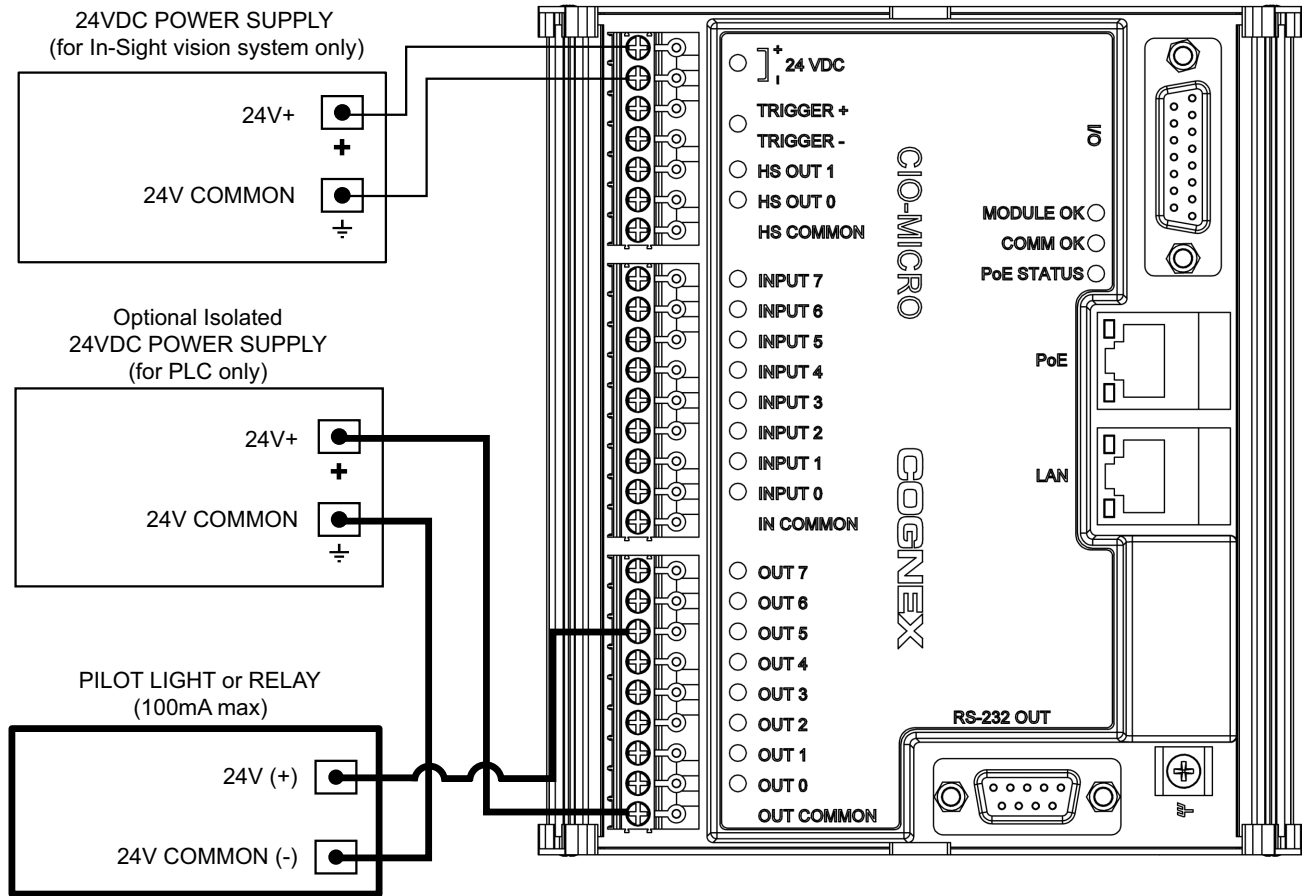 24VDC POWER SUPPLY
(for In-Sight vision system only)
24V+
+
24V COMMON
Optional Isolated
24VDC POWER SUPPLY
(for PLC only)
24V+
+
24V COMMON
PILOT LIGHT or RELAY
(100mA max)
24V (+)
24V COMMON (-)
+
24 VDC
-
TRIGGER +
TRIGGER -
HS OUT 1
HS OUT 0
HS COMMON
INPUT 7
INPUT 6
INPUT 5
INPUT 4
INPUT 3
INPUT 2
INPUT 1
INPUT 0
IN COMMON
OUT 7
OUT 6
OUT 5
OUT 4
OUT 3
OUT 2
OUT 1
OUT 0
OUT COMMON
CIO-MICRO
COGNEX
I/O
MODULE OK
COMM OK
PoE STATUS
PoE
LAN
RS-232 OUT